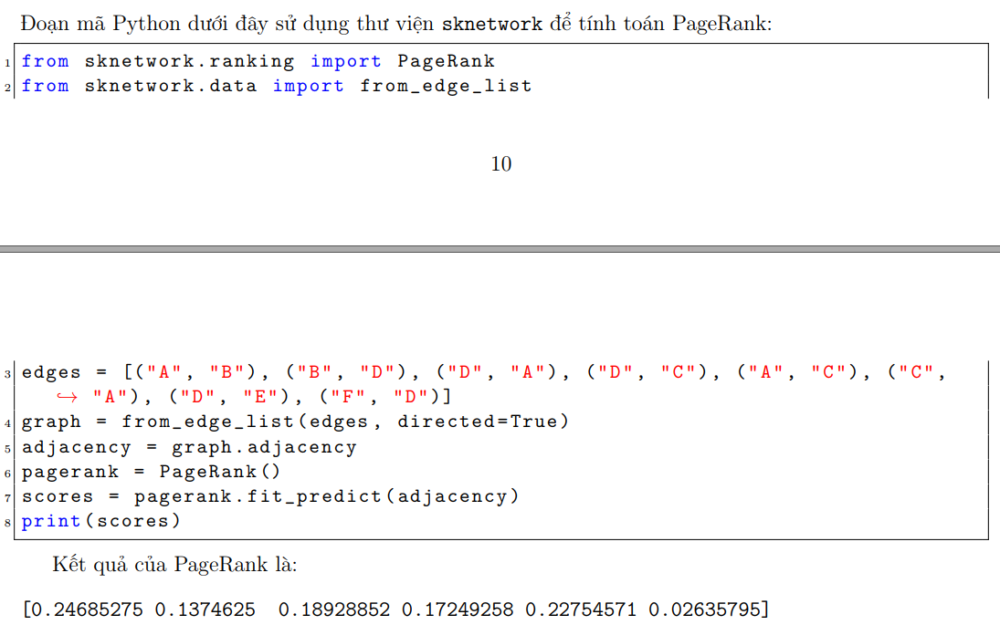 Đoạn mã Python dưới đây sử dụng thư viện sknetwork để tính toán PageRank:
1 from sknetwork.ranking import PageRank
2 from sknetwork.data import from_edge_list
10
3 edges = [("A", "B"), ("B", "D"), ("D", "A"), ("D", "C"), ("A", "C"), ("C",
↪ "A"), ("D", "E"), ("F", "D")]
4 graph = from_edge_list(edges, directed=True)
5 adjacency = graph.adjacency
6 pagerank = PageRank()
7 scores = pagerank.fit_predict(adjacency)
8 print(scores)
Kết quả của PageRank là:
[0.24685275 0.1374625  0.18928852 0.17249258 0.22754571 0.02635795]